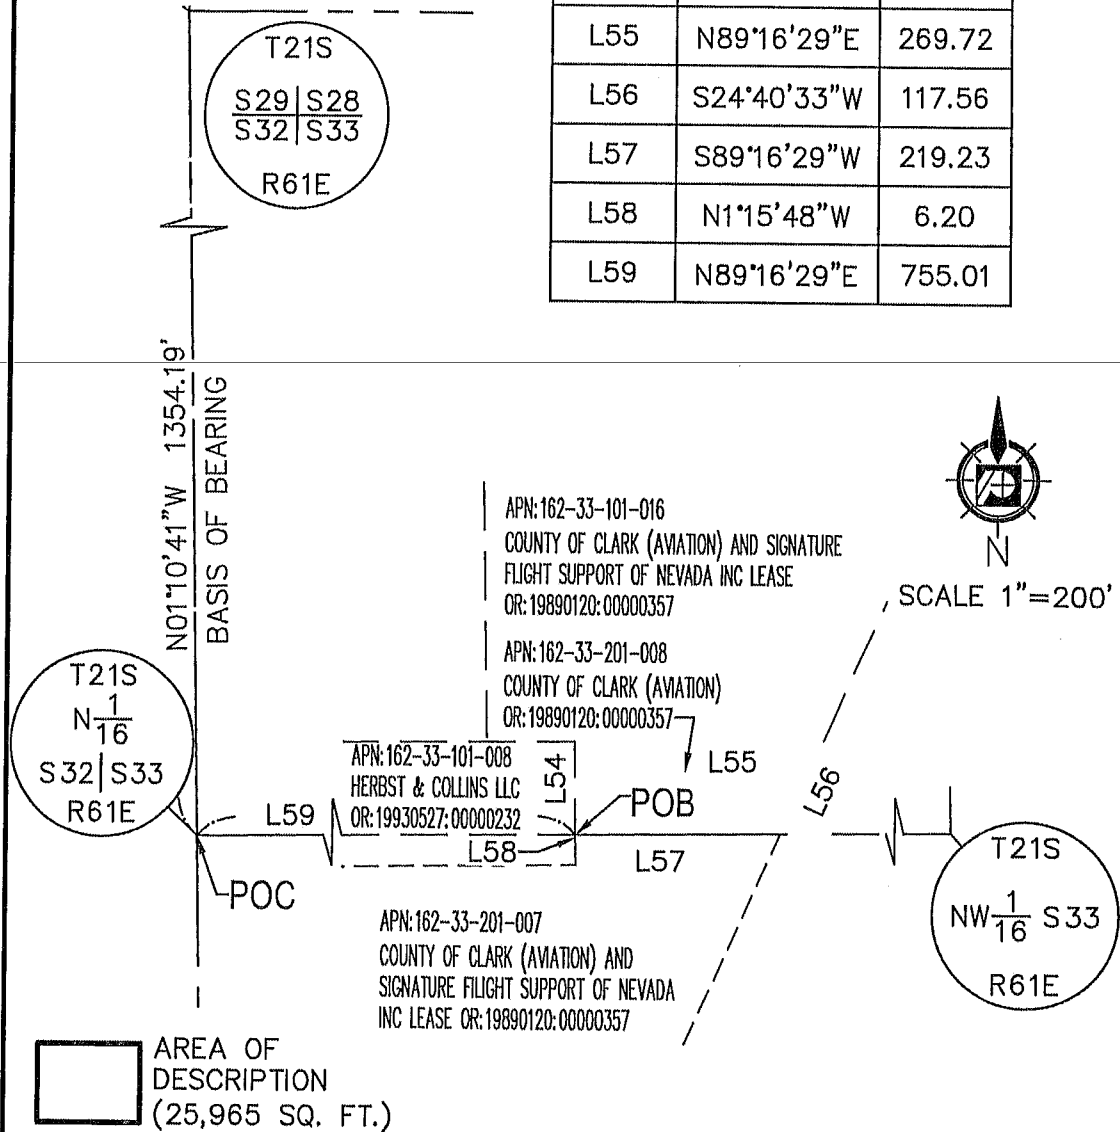 T21S
S29 S28
S32 S33
R61E
L55 N89°16'29"E 269.72
L56 S24°40'33"W 117.56
L57 S89°16'29"W 219.23
L58 N1°15'48"W 6.20
L59 N89°16'29"E 755.01
N01°10'41"W 1354.19'
BASIS OF BEARING
N
SCALE 1"=200'
APN:162-33-101-016
COUNTY OF CLARK (AVIATION) AND SIGNATURE
FLIGHT SUPPORT OF NEVADA INC LEASE
OR:19890120:00000357
APN:162-33-201-008
COUNTY OF CLARK (AVIATION)
OR:19890120:00000357
T21S
N 1/16
S32 S33
R61E
APN:162-33-101-008
HERBST & COLLINS LLC
OR:19930527:00000232
L54
L55
L56
POB
L59
L58
L57
POC
T21S
NW 1/16 S33
R61E
APN:162-33-201-007
COUNTY OF CLARK (AVIATION) AND
SIGNATURE FILIGHT SUPPORT OF NEVADA
INC LEASE OR:19890120:00000357
AREA OF
DESCRIPTION
(25,965 SQ. FT.)